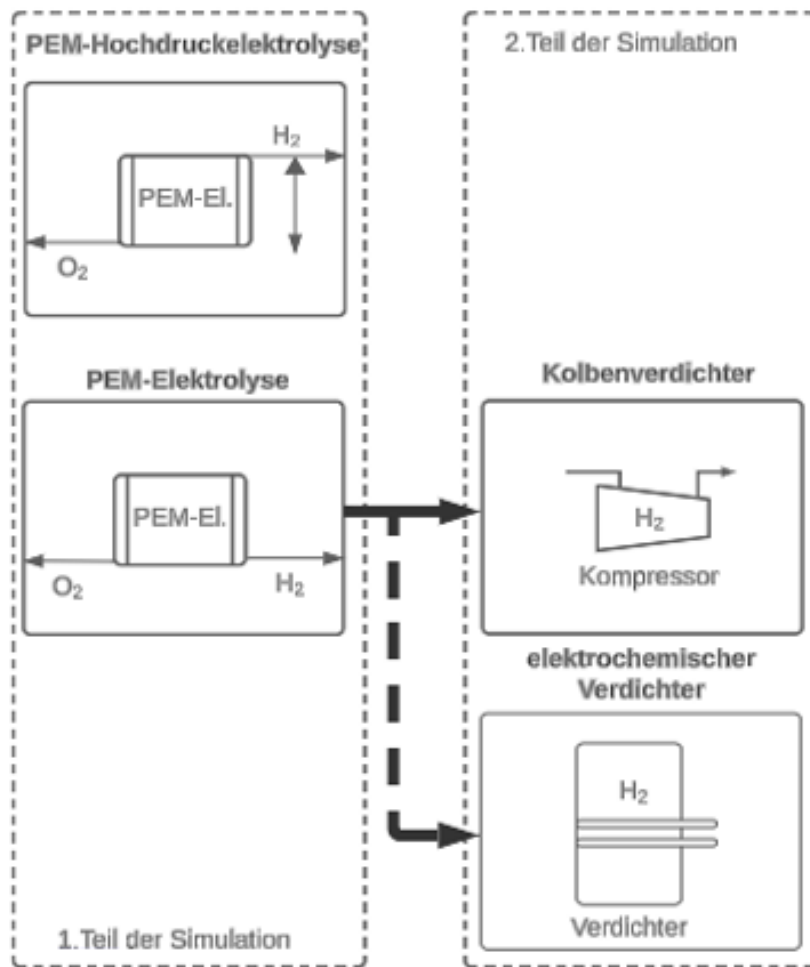 PEM-Hochdruckelektrolyse
H₂
PEM-El.
O₂
PEM-Elektrolyse
PEM-El.
O₂
H₂
1.Teil der Simulation
2.Teil der Simulation
Kolbenverdichter
H₂
Kompressor
elektrochemischer
Verdichter
H₂
Verdichter